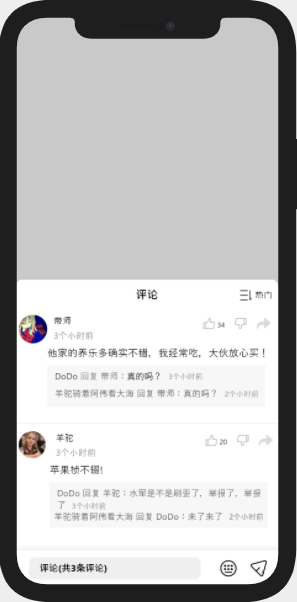 评论
热门
带师
3个小时前
34
他家的养乐多确实不错，我经常吃，大伙放心买！
DoDo 回复 带师：真的吗？ 3个小时前
羊驼骑着阿伟看大海 回复 带师：真的吗？ 2个小时前
羊驼
3个小时前
20
苹果桢不错!
DoDo 回复 羊驼：水军是不是刷歪了，举报了，举报
了 3个小时前
羊驼骑着阿伟看大海 回复 DoDo：来了来了 2个小时前
评论(共3条评论)